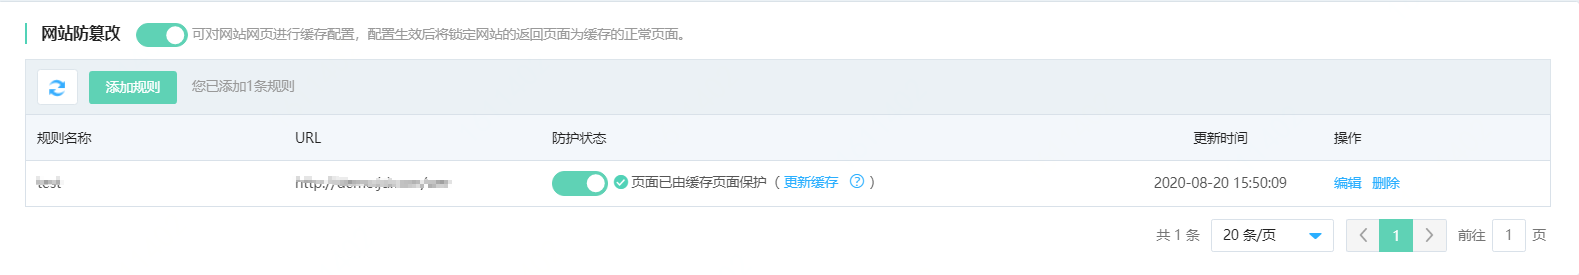 网站防篡改 可对网站网页进行缓存配置，配置生效后将锁定网站的返回页面为缓存的正常页面。
添加规则 您已添加1条规则
规则名称 URL 防护状态 更新时间 操作
test 页面已由缓存页面保护（更新缓存 ?） 2020-08-20 15:50:09 编辑 删除
共 1 条 20 条/页 1 前往 1 页